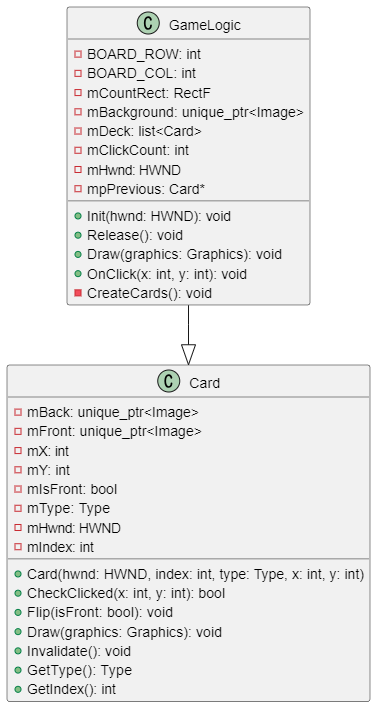 C GameLogic
BOARD_ROW: int
BOARD_COL: int
mCountRect: RectF
mBackground: unique_ptr<Image>
mDeck: list<Card>
mClickCount: int
mHwnd: HWND
mpPrevious: Card*
Init(hwnd: HWND): void
Release(): void
Draw(graphics: Graphics): void
OnClick(x: int, y: int): void
CreateCards(): void
C Card
mBack: unique_ptr<Image>
mFront: unique_ptr<Image>
mX: int
mY: int
mIsFront: bool
mType: Type
mHwnd: HWND
mIndex: int
Card(hwnd: HWND, index: int, type: Type, x: int, y: int)
CheckClicked(x: int, y: int): bool
Flip(isFront: bool): void
Draw(graphics: Graphics): void
Invalidate(): void
GetType(): Type
GetIndex(): int